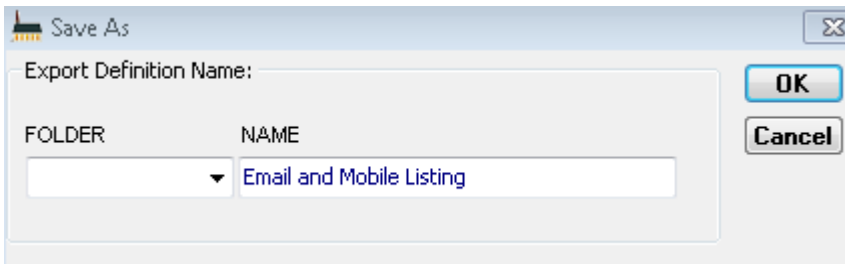 Save As
Export Definition Name:
OK
FOLDER NAME
Cancel
Email and Mobile Listing